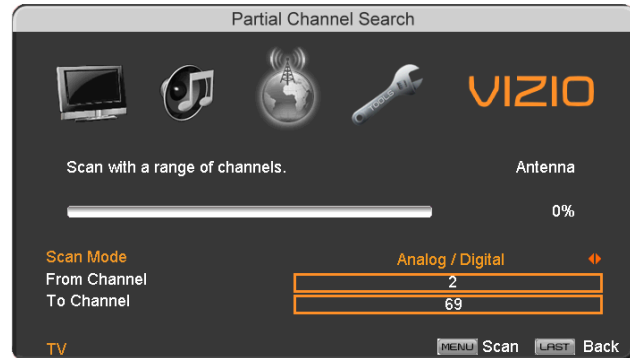 Partial Channel Search
TOOLS
VIZIO
Scan with a range of channels.
Antenna
0%
Scan Mode Analog / Digital
From Channel 2
To Channel 69
TV
MENU Scan LAST Back